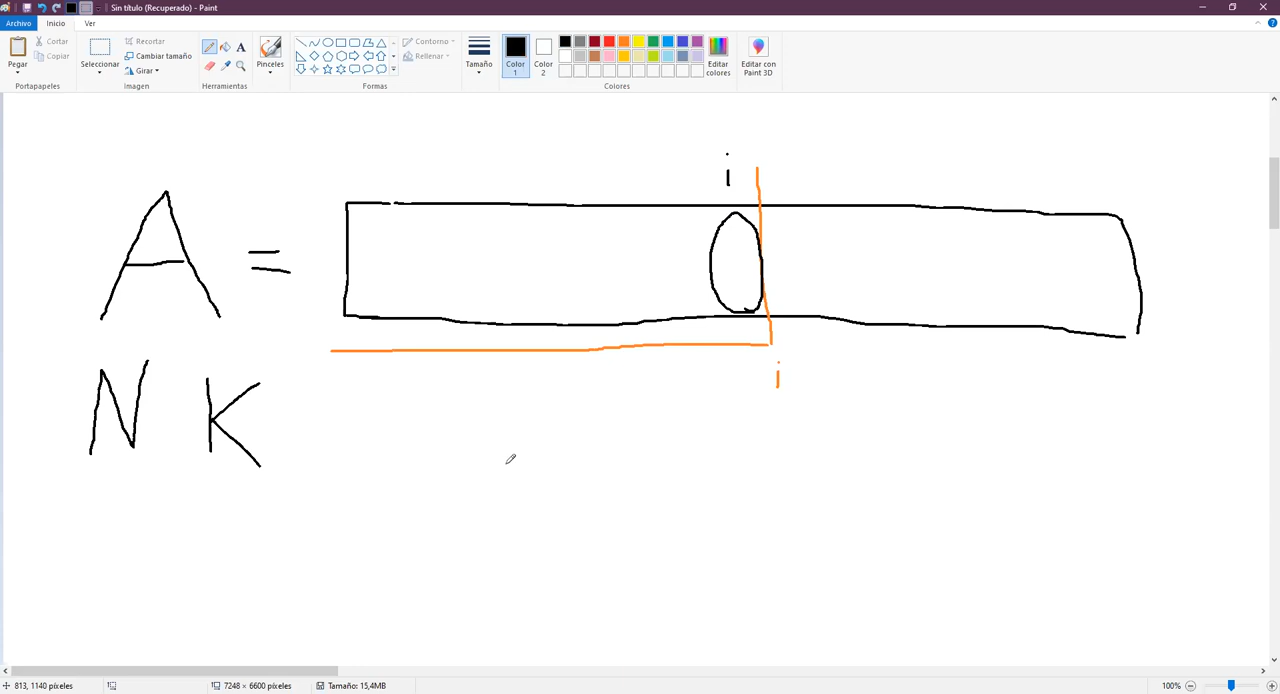 Sin título (Recuperado) - Paint
Archivo Inicio Ver
Pegar
Cortar
Copiar
Portapapeles
Seleccionar
Recortar
Cambiar tamaño
Girar
Imagen
A
Herramientas
Pinceles
Contorno
Rellenar
Formas
Tamaño
Color 1
Color 2
Editar colores
Colores
Editar con Paint 3D
i
A =
i
N K
813, 1140 píxeles
7248 × 6600 píxeles
Tamaño: 15,4MB
100%